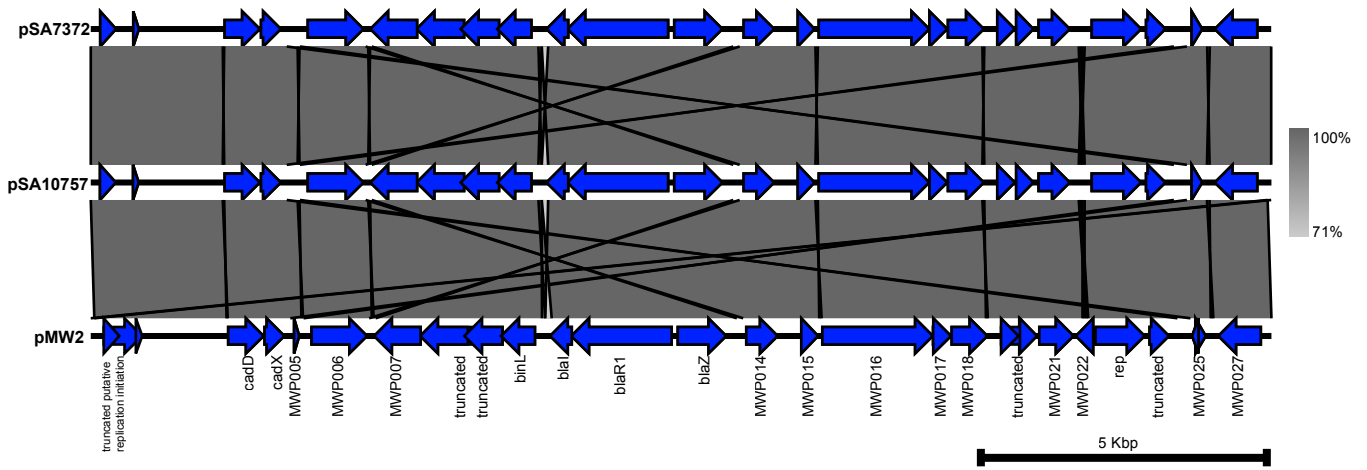 pSA7372
100%
pSA10757
71%
pMW2
truncated putative
replication initiation
cadD
cadX
MWP005
MWP006
MWP007
truncated
truncated
binL
blaI
blaR1
blaZ
MWP014
MWP015
MWP016
MWP017
MWP018
truncated
MWP021
MWP022
rep
truncated
MWP025
MWP027
5 Kbp